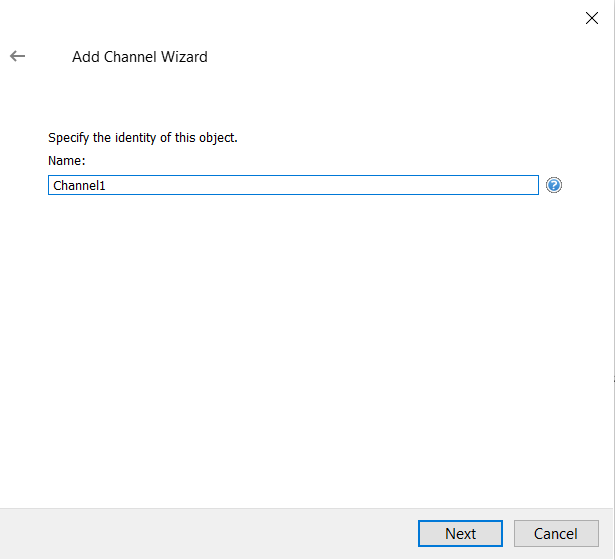 Add Channel Wizard
Specify the identity of this object.
Name:
Channel1
Next Cancel